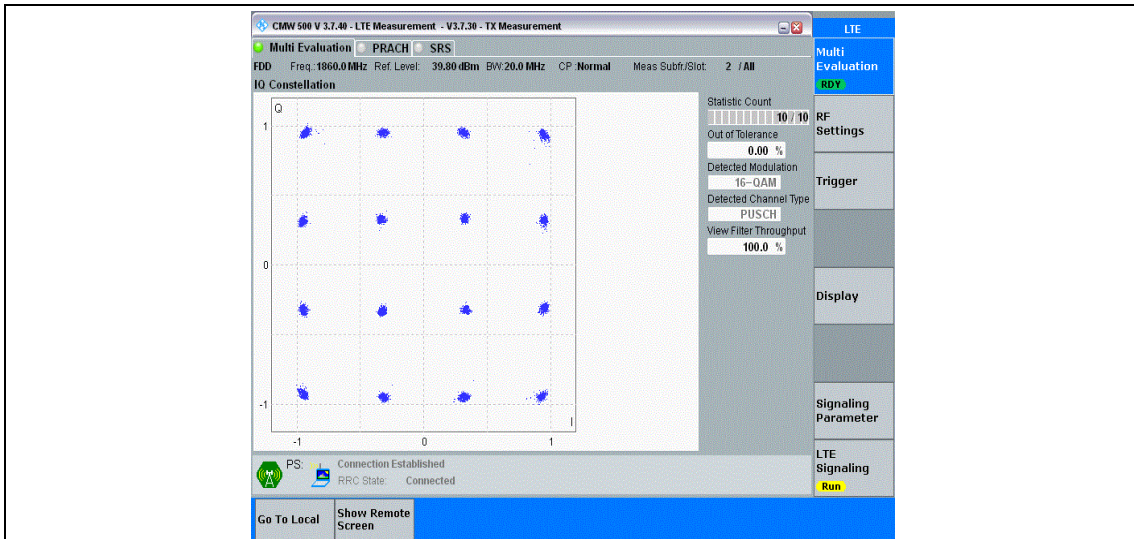 CMW 500 V 3.7.40 - LTE Measurement - V3.7.30 - TX Measurement
LTE
Multi Evaluation PRACH SRS
FDD Freq.:1860.0 MHz Ref. Level: 39.80 dBm BW:20.0 MHz CP :Normal Meas Subfr./Slot: 2 / All
IQ Constellation
Q
1
0
-1
-1 0 1
I
Statistic Count
10 / 10
Out of Tolerance
0.00 %
Detected Modulation
16-QAM
Detected Channel Type
PUSCH
View Filter Throughput
100.0 %
Multi
Evaluation
RDY
RF
Settings
Trigger
Display
Signaling
Parameter
LTE
Signaling
Run
PS: Connection Established
RRC State: Connected
Go To Local
Show Remote
Screen